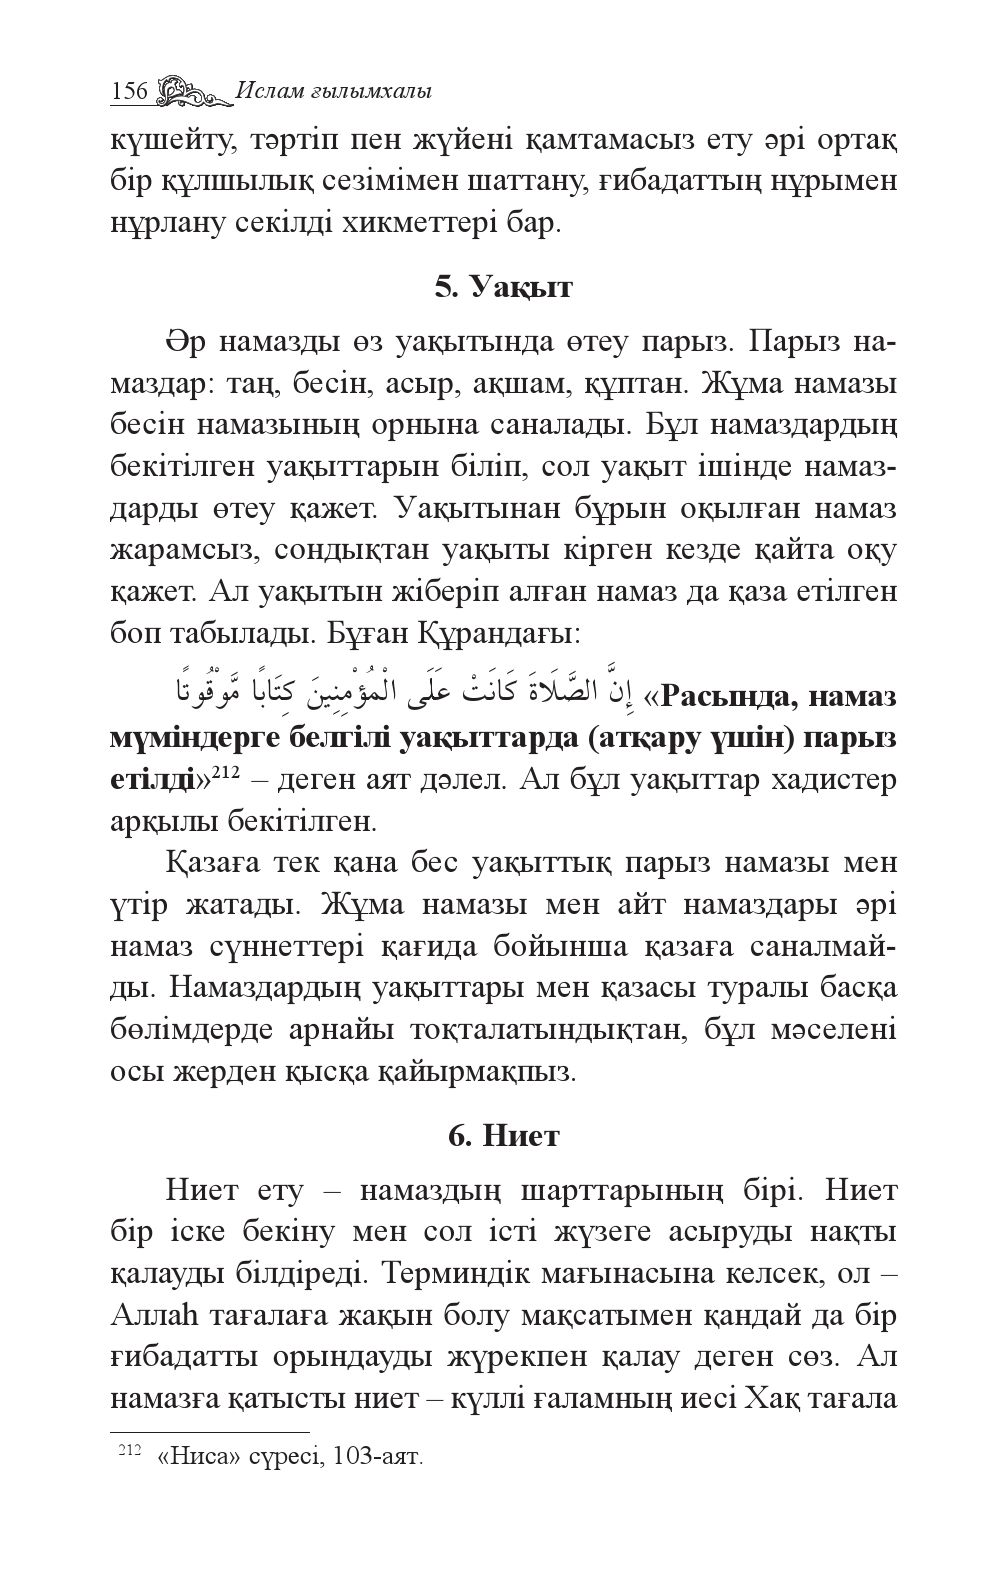 156 Ислам ғылымхалы
күшейту, тәртіп пен жүйені қамтамасыз ету әрі ортақ
бір құлшылық сезімімен шаттану, ғибадаттың нұрымен
нұрлану секілді хикметтері бар.
5. Уақыт
Әр намазды өз уақытында өтеу парыз. Парыз на-
маздар: таң, бесін, асыр, ақшам, құптан. Жұма намазы
бесін намазының орнына саналады. Бұл намаздардың
бекітілген уақыттарын біліп, сол уақыт ішінде намаз-
дарды өтеу қажет. Уақытынан бұрын оқылған намаз
жарамсыз, сондықтан уақыты кірген кезде қайта оқу
қажет. Ал уақытын жіберіп алған намаз да қаза етілген
боп табылады. Бұған Құрандағы:
إِنَّ الصَّلَاةَ كَانَتْ عَلَى الْمُؤْمِنِينَ كِتَابًا مَّوْقُوتًا «Расында, намаз
мүміндерге белгілі уақыттарда (атқару үшін) парыз
етілді»212 – деген аят дәлел. Ал бұл уақыттар хадистер
арқылы бекітілген.
Қазаға тек қана бес уақыттық парыз намазы мен
үтір жатады. Жұма намазы мен айт намаздары әрі
намаз сүннеттері қағида бойынша қазаға саналмай-
ды. Намаздардың уақыттары мен қазасы туралы басқа
бөлімдерде арнайы тоқталатындықтан, бұл мәселені
осы жерден қысқа қайырмақпыз.
6. Ниет
Ниет ету – намаздың шарттарының бірі. Ниет
бір іске бекіну мен сол істі жүзеге асыруды нақты
қалауды білдіреді. Терминдік мағынасына келсек, ол –
Аллаһ тағалаға жақын болу мақсатымен қандай да бір
ғибадатты орындауды жүрекпен қалау деген сөз. Ал
намазға қатысты ниет – күллі ғаламның иесі Хақ тағала
212 «Ниса» сүресі, 103-аят.